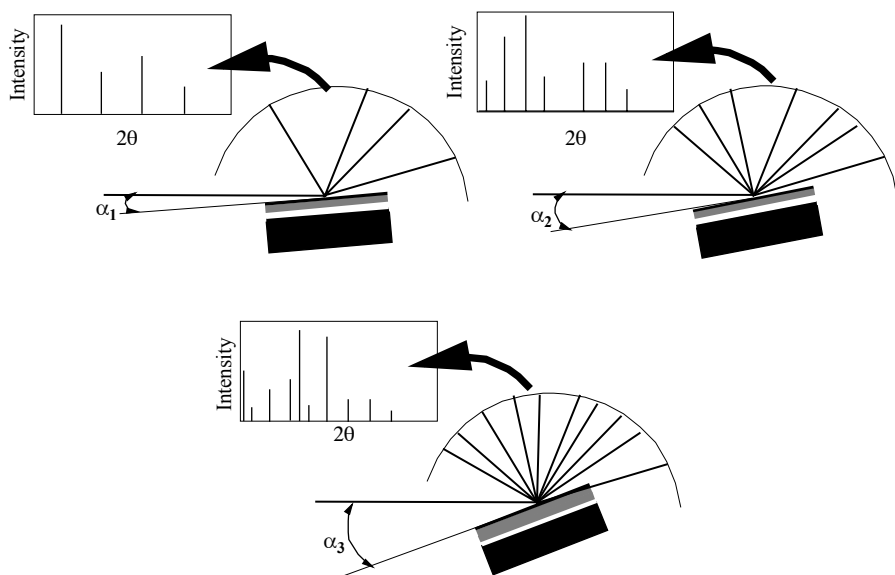 Intensity
2θ
α1
Intensity
2θ
α2
Intensity
2θ
α3